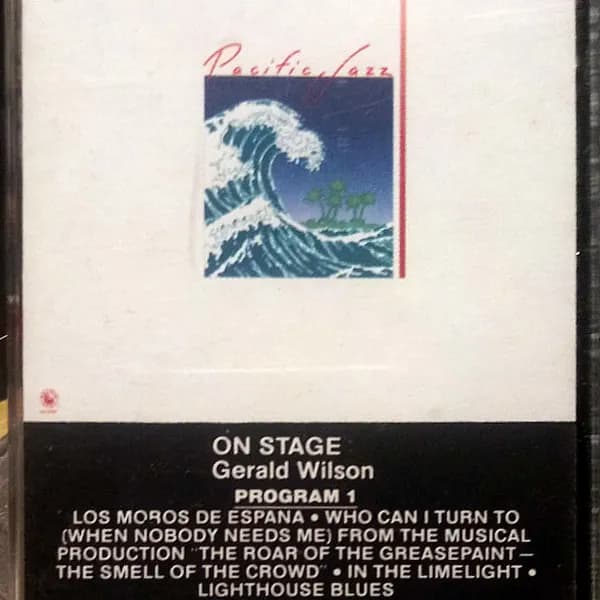 Pacific Jazz
ON STAGE
Gerald Wilson
PROGRAM 1
LOS MOROS DE ESPANA • WHO CAN I TURN TO
(WHEN NOBODY NEEDS ME) FROM THE MUSICAL
PRODUCTION "THE ROAR OF THE GREASEPAINT—
THE SMELL OF THE CROWD" • IN THE LIMELIGHT •
LIGHTHOUSE BLUES